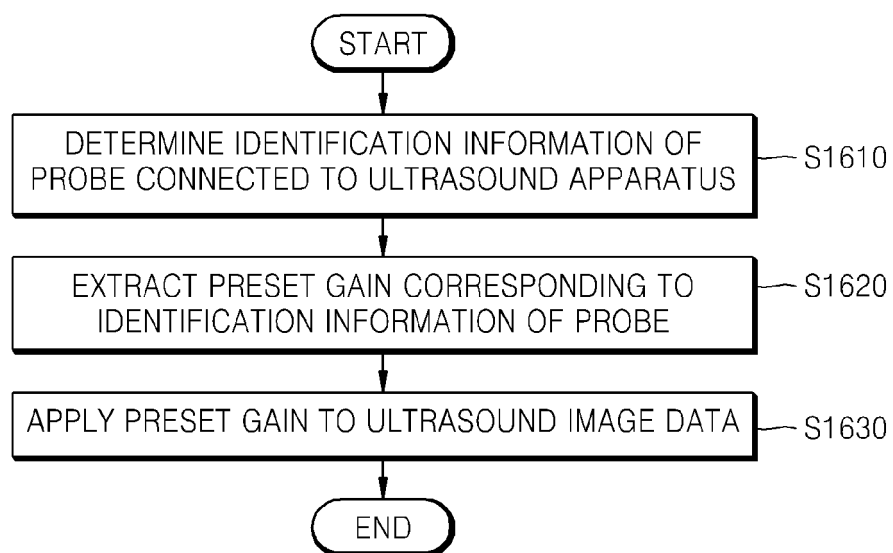 START
DETERMINE IDENTIFICATION INFORMATION OF
PROBE CONNECTED TO ULTRASOUND APPARATUS
S1610
EXTRACT PRESET GAIN CORRESPONDING TO
IDENTIFICATION INFORMATION OF PROBE
S1620
APPLY PRESET GAIN TO ULTRASOUND IMAGE DATA
S1630
END